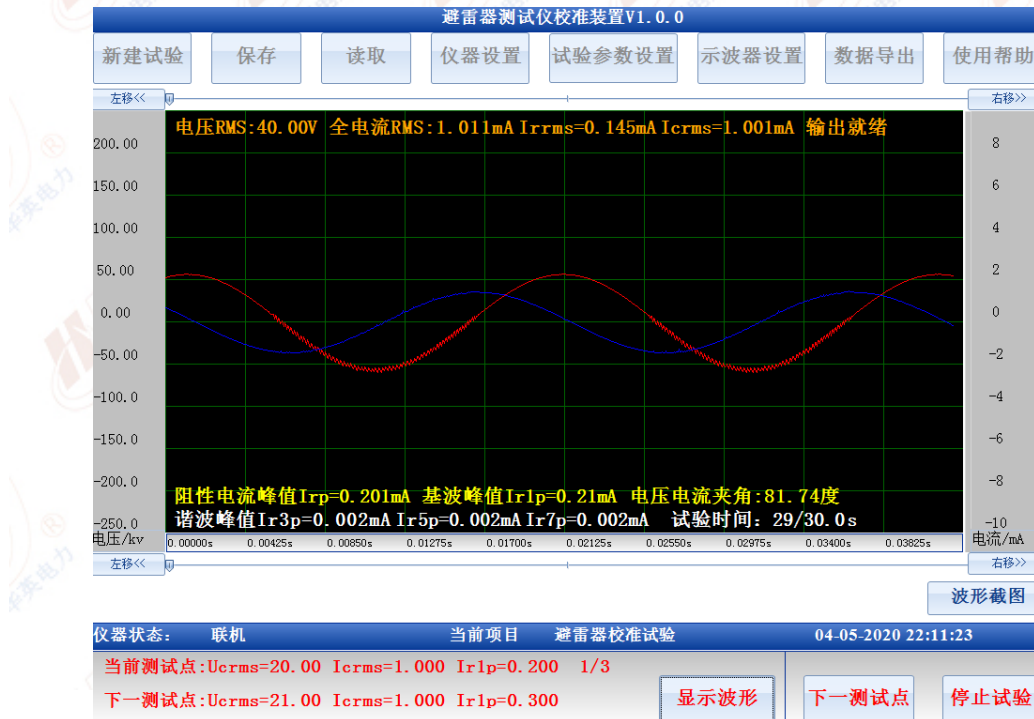 避雷器测试仪校准装置V1.0.0
新建试验 保存 读取 仪器设置 试验参数设置 示波器设置 数据导出 使用帮助
左移<< 右移>>
电压RMS:40.00V 全电流RMS:1.011mA Irrms=0.145mA Icrms=1.001mA 输出就绪
200.00 8
150.00 6
100.00 4
50.00 2
0.00 0
-50.00 -2
-100.0 -4
-150.0 -6
-200.0 -8
阻性电流峰值Irp=0.201mA 基波峰值Ir1p=0.21mA 电压电流夹角:81.74度
谐波峰值Ir3p=0.002mA Ir5p=0.002mA Ir7p=0.002mA 试验时间: 29/30.0s
-250.0 -10
电压/kv 0.00000s 0.00425s 0.00850s 0.01275s 0.01700s 0.02125s 0.02550s 0.02975s 0.03400s 0.03825s 电流/mA
左移<< 右移>>
波形截图
仪器状态: 联机 当前项目 避雷器校准试验 04-05-2020 22:11:23
当前测试点:Ucrms=20.00 Icrms=1.000 Ir1p=0.200 1/3
下一测试点:Ucrms=21.00 Icrms=1.000 Ir1p=0.300
显示波形 下一测试点 停止试验
华英电力
华英电力